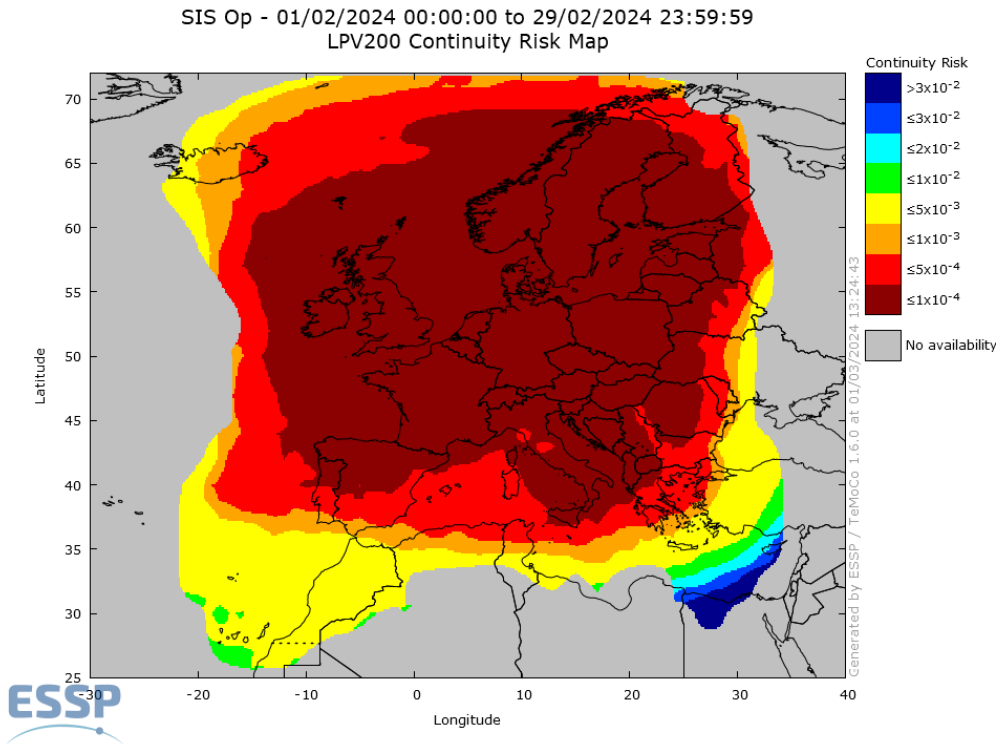 SIS Op - 01/02/2024 00:00:00 to 29/02/2024 23:59:59
LPV200 Continuity Risk Map
Continuity Risk
>3x10⁻²
≤3x10⁻²
≤2x10⁻²
≤1x10⁻²
≤5x10⁻³
≤1x10⁻³
≤5x10⁻⁴
≤1x10⁻⁴
No availability
Latitude
70
65
60
55
50
45
40
35
30
25
-30
-20
-10
0
10
20
30
40
Longitude
Generated by ESSP / TeMoCo 1.6.0 at 01/03/2024 13:24:43
ESSP